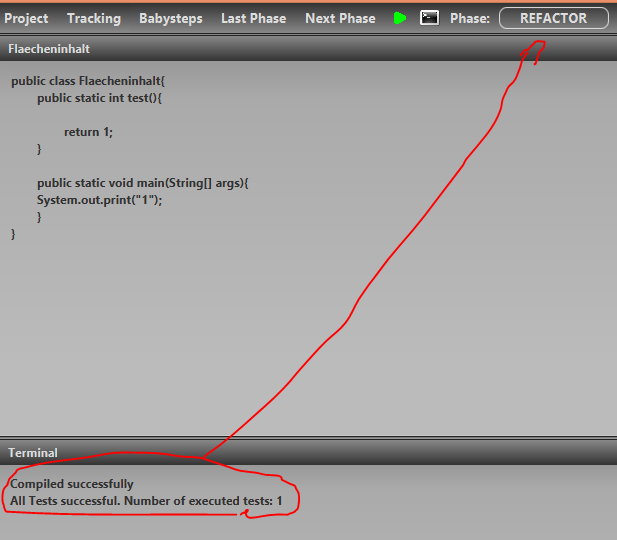 Project Tracking Babysteps Last Phase Next Phase Phase: REFACTOR
Flaecheninhalt
public class Flaecheninhalt{
public static int test(){
return 1;
}
public static void main(String[] args){
System.out.print("1");
}
}
Terminal
Compiled successfully
All Tests successful. Number of executed tests: 1